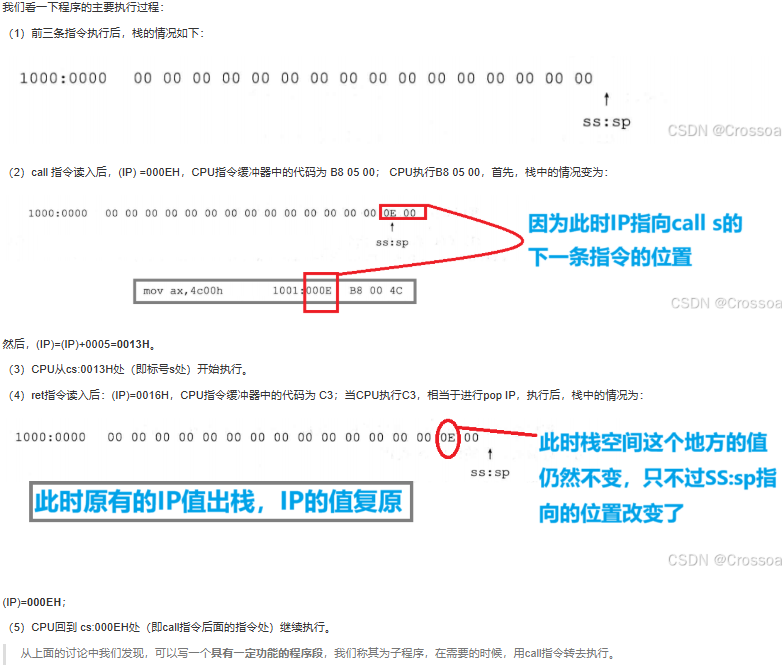 我们看一下程序的主要执行过程：
（1）前三条指令执行后，栈的情况如下：
1000:0000 00 00 00 00 00 00 00 00 00 00 00 00 00 00 00 00
ss:sp
CSDN @Crossoa
（2）call 指令读入后，(IP) =000EH，CPU指令缓冲器中的代码为 B8 05 00； CPU执行B8 05 00，首先，栈中的情况变为：
1000:0000 00 00 00 00 00 00 00 00 00 00 00 00 00 00 0E 00
ss:sp
因为此时IP指向call s的
下一条指令的位置
mov ax,4c00h 1001:000E B8 00 4C
CSDN @Crossoa
然后，(IP)=(IP)+0005=0013H。
（3）CPU从cs:0013H处（即标号s处）开始执行。
（4）ret指令读入后：(IP)=0016H，CPU指令缓冲器中的代码为 C3；当CPU执行C3，相当于进行pop IP，执行后，栈中的情况为：
1000:0000 00 00 00 00 00 00 00 00 00 00 00 00 00 00 0E 00
ss:sp
此时栈空间这个地方的值
仍然不变，只不过SS:sp指
向的位置改变了
此时原有的IP值出栈，IP的值复原
CSDN @Crossoa
(IP)=000EH；
（5）CPU回到 cs:000EH处（即call指令后面的指令处）继续执行。
从上面的讨论中我们发现，可以写一个具有一定功能的程序段，我们称其为子程序，在需要的时候，用call指令转去执行。